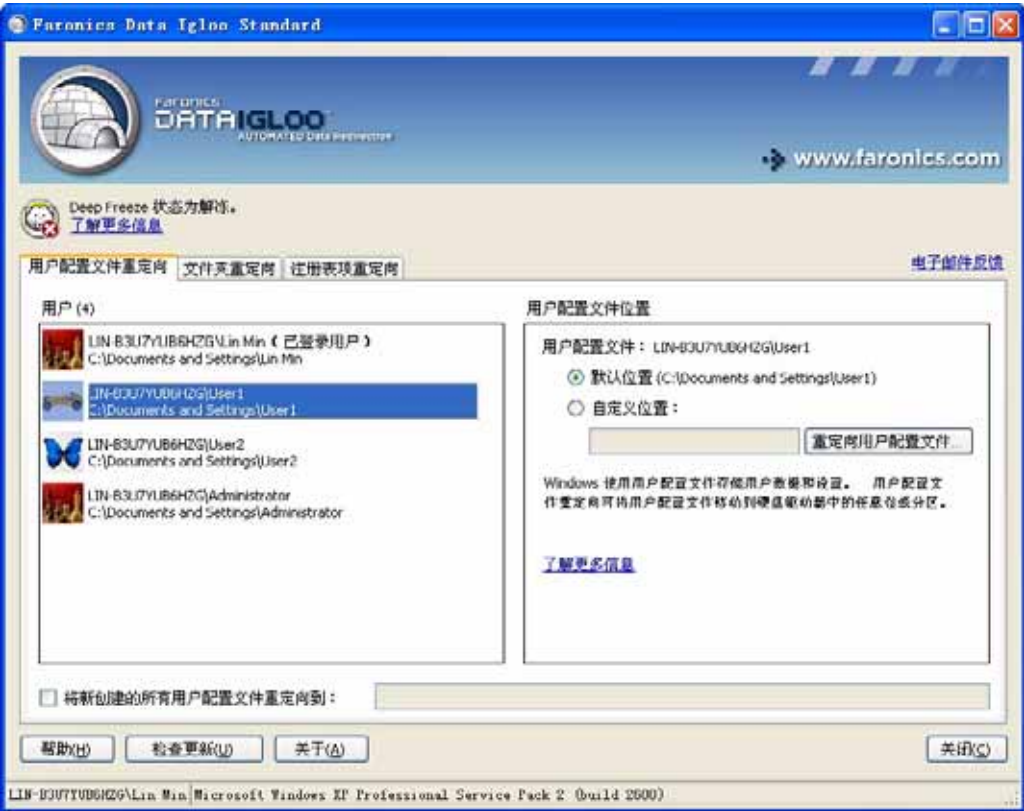 Faronics Data Igloo Standard
FARONICS
DATAIGLOO
AUTOMATED Data Redirection
www.faronics.com
Deep Freeze 状态为解冻。
了解更多信息
用户配置文件重定向
文件夹重定向
注册表项重定向
电子邮件反馈
用户 (4)
LIN-B3U7YUB6HZG\Lin Min ( 已登录用户 )
C:\Documents and Settings\Lin Min
LIN-B3U7YUB6HZG\User1
C:\Documents and Settings\User1
LIN-B3U7YUB6HZG\User2
C:\Documents and Settings\User2
LIN-B3U7YUB6HZG\Administrator
C:\Documents and Settings\Administrator
用户配置文件位置
用户配置文件： LIN-B3U7YUB6HZG\User1
默认位置 (C:\Documents and Settings\User1)
自定义位置：
重定向用户配置文件...
Windows 使用用户配置文件存储用户数据和设置。 用户配置文
件重定向可将用户配置文件移动到硬盘驱动器中的任意卷或分区。
了解更多信息
将新创建的所有用户配置文件重定向到：
帮助(H)
检查更新(U)
关于(A)
关闭(C)
LIN-B3U7YUB6HZG\Lin Min
Microsoft Windows XP Professional Service Pack 2 (build 2600)